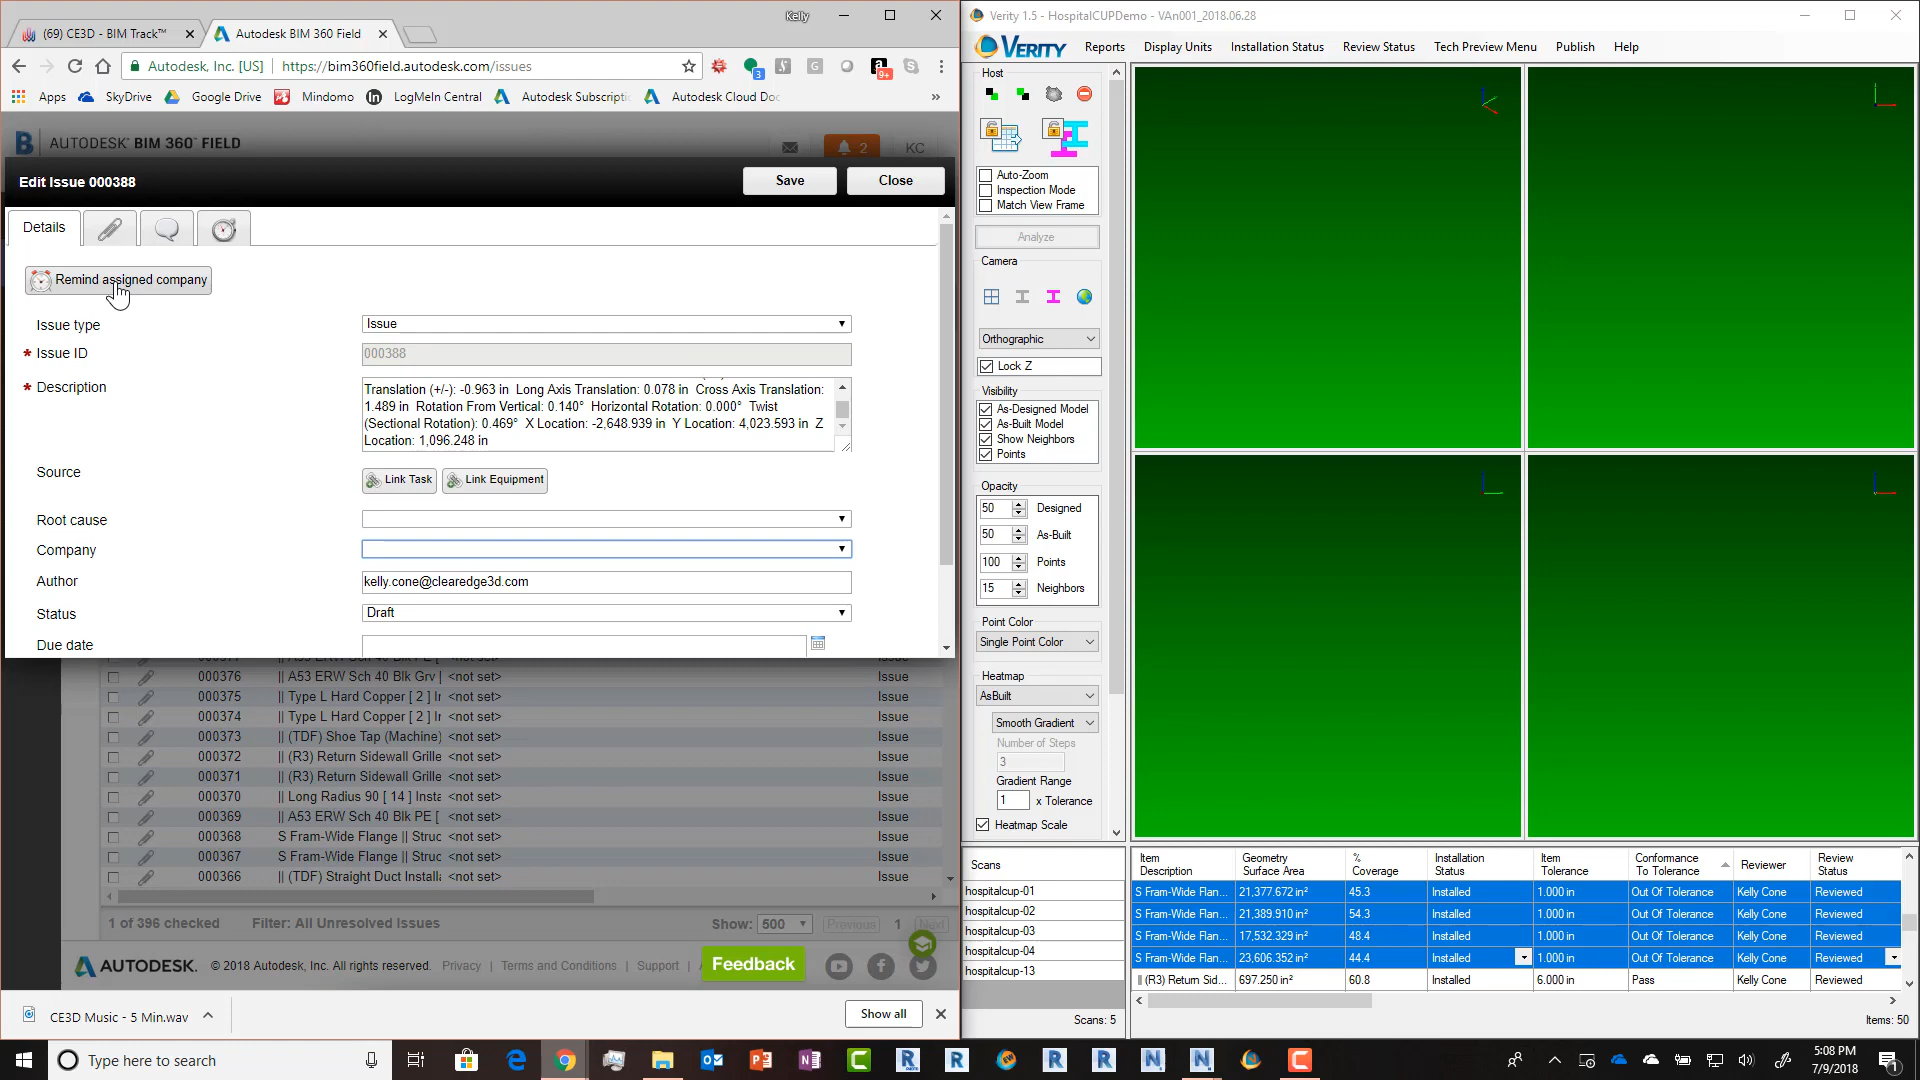 Kelly
(69) CE3D - BIM Track™
Autodesk BIM 360 Field
Autodesk, Inc. [US]
https://bim360field.autodesk.com/issues
3
9+
Apps
SkyDrive
Google Drive
Mindomo
LogMeIn Central
Autodesk Subscripti
Autodesk Cloud Do
»
AUTODESK® BIM 360™ FIELD
2
KC
Edit Issue 000388
Save
Close
Details
Remind assigned company
Issue type
Issue
* Issue ID
000388
* Description
Translation (+/-): -0.963 in  Long Axis Translation: 0.078 in  Cross Axis Translation:
1.489 in  Rotation From Vertical: 0.140°  Horizontal Rotation: 0.000°  Twist
(Sectional Rotation): 0.469°  X Location: -2,648.939 in  Y Location: 4,023.593 in  Z
Location: 1,096.248 in
Source
Link Task
Link Equipment
Root cause
Company
Author
kelly.cone@clearedge3d.com
Status
Draft
Due date
000376 || A53 ERW Sch 40 Blk Grv [ <not set> Issue
000375 || Type L Hard Copper [ 2 ] Ir <not set> Issue
000374 || Type L Hard Copper [ 2 ] Ir <not set> Issue
000373 || (TDF) Shoe Tap (Machine) <not set> Issue
000372 || (R3) Return Sidewall Grille <not set> Issue
000371 || (R3) Return Sidewall Grille <not set> Issue
000370 || Long Radius 90 [ 14 ] Insta <not set> Issue
000369 || A53 ERW Sch 40 Blk PE [ <not set> Issue
000368 S Fram-Wide Flange || Struc <not set> Issue
000367 S Fram-Wide Flange || Struc <not set> Issue
000366 || (TDF) Straight Duct Installa <not set> Issue
1 of 396 checked
Filter: All Unresolved Issues
Show: 500
Previous
1
Next
AUTODESK.
© 2018 Autodesk, Inc. All rights reserved.
Privacy | Terms and Conditions | Support |
Feedback
CE3D Music - 5 Min.wav
Show all
Verity 1.5 - HospitalCUPDemo - VAn001_2018.06.28
VERITY
Reports
Display Units
Installation Status
Review Status
Tech Preview Menu
Publish
Help
Host
Auto-Zoom
Inspection Mode
Match View Frame
Analyze
Camera
Orthographic
Lock Z
Visibility
As-Designed Model
As-Built Model
Show Neighbors
Points
Opacity
50 Designed
50 As-Built
100 Points
15 Neighbors
Point Color
Single Point Color
Heatmap
AsBuilt
Smooth Gradient
Number of Steps
3
Gradient Range
1 x Tolerance
Heatmap Scale
Scans
hospitalcup-01
hospitalcup-02
hospitalcup-03
hospitalcup-04
hospitalcup-13
Scans: 5
Item Description
Geometry Surface Area
% Coverage
Installation Status
Item Tolerance
Conformance To Tolerance
Reviewer
Review Status
S Fram-Wide Flan... 21,377.672 in² 45.3 Installed 1.000 in Out Of Tolerance Kelly Cone Reviewed
S Fram-Wide Flan... 21,389.910 in² 54.3 Installed 1.000 in Out Of Tolerance Kelly Cone Reviewed
S Fram-Wide Flan... 17,532.329 in² 48.4 Installed 1.000 in Out Of Tolerance Kelly Cone Reviewed
S Fram-Wide Flan... 23,606.352 in² 44.4 Installed 1.000 in Out Of Tolerance Kelly Cone Reviewed
|| (R3) Return Sid... 697.250 in² 60.8 Installed 6.000 in Pass Kelly Cone Reviewed
Items: 50
Type here to search
5:08 PM
7/9/2018
1